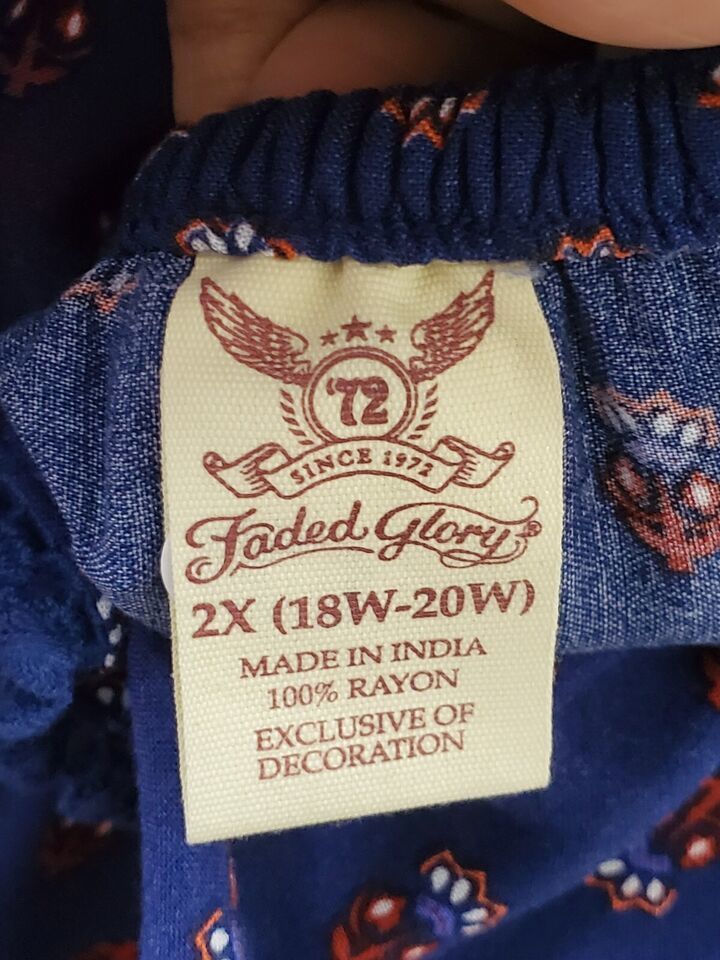 '72
SINCE 1972
Faded Glory
2X (18W-20W)
MADE IN INDIA
100% RAYON
EXCLUSIVE OF
DECORATION